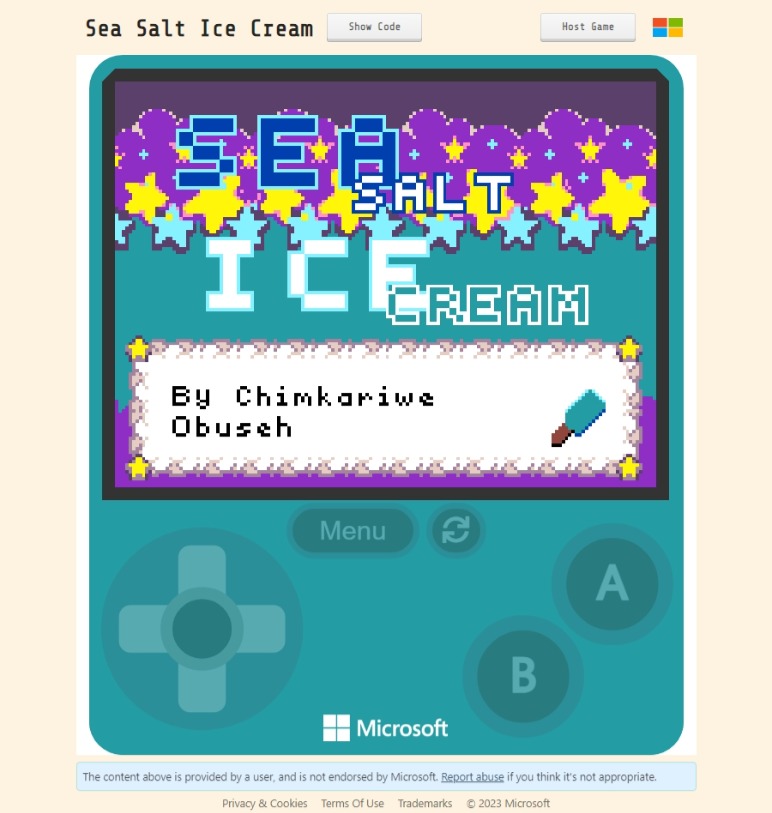 Sea Salt Ice Cream
Show Code
Host Game
SEA
SALT
ICE
CREAM
By Chimkariwe
Obuseh
Menu
A
B
Microsoft
The content above is provided by a user, and is not endorsed by Microsoft. Report abuse if you think it's not appropriate.
Privacy & Cookies Terms Of Use Trademarks © 2023 Microsoft